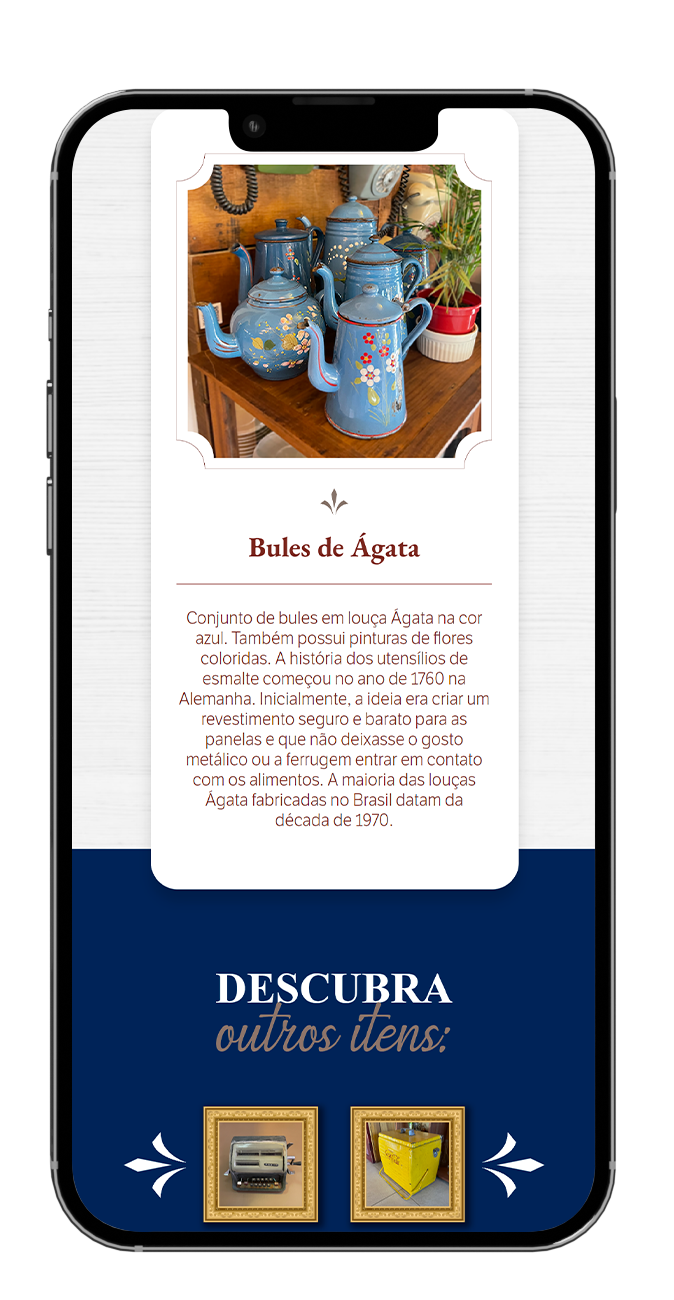 Bules de Ágata
Conjunto de bules em louça Ágata na cor
azul. Também possui pinturas de flores
coloridas. A história dos utensílios de
esmalte começou no ano de 1760 na
Alemanha. Inicialmente, a ideia era criar um
revestimento seguro e barato para as
panelas e que não deixasse o gosto
metálico ou a ferrugem entrar em contato
com os alimentos. A maioria das louças
Ágata fabricadas no Brasil datam da
década de 1970.
DESCUBRA
outros itens: